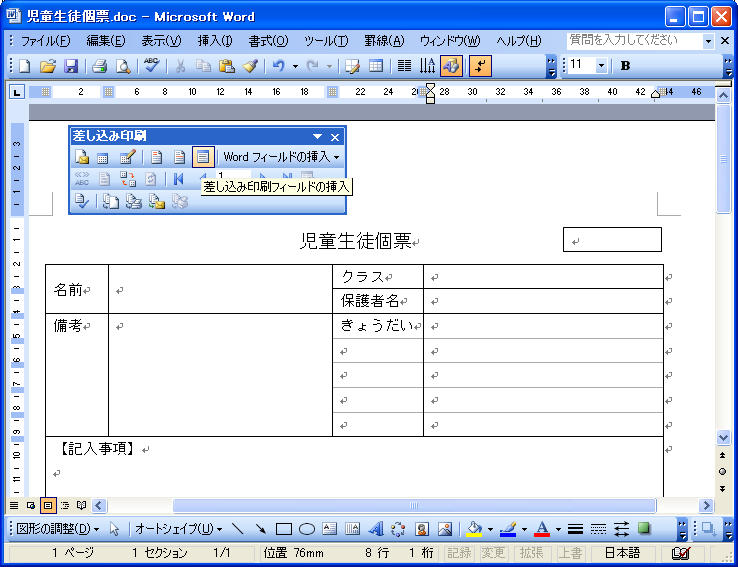 児童生徒個票.doc - Microsoft Word
ファイル(F) 編集(E) 表示(V) 挿入(I) 書式(O) ツール(T) 罫線(A) ウィンドウ(W) ヘルプ(H) 質問を入力してください
11 B
2 4 6 8 10 12 14 16 18 22 24 26 28 30 32 34 36 38 40 42 44 46
差し込み印刷
Word フィールドの挿入
ABC 1
差し込み印刷フィールドの挿入
児童生徒個票
名前 クラス
保護者名
備考 きょうだい
【記入事項】
図形の調整(D) オートシェイプ(U)
1 ページ 1 セクション 1/1 位置 76mm 8 行 1 桁 記録 変更 拡張 上書 日本語